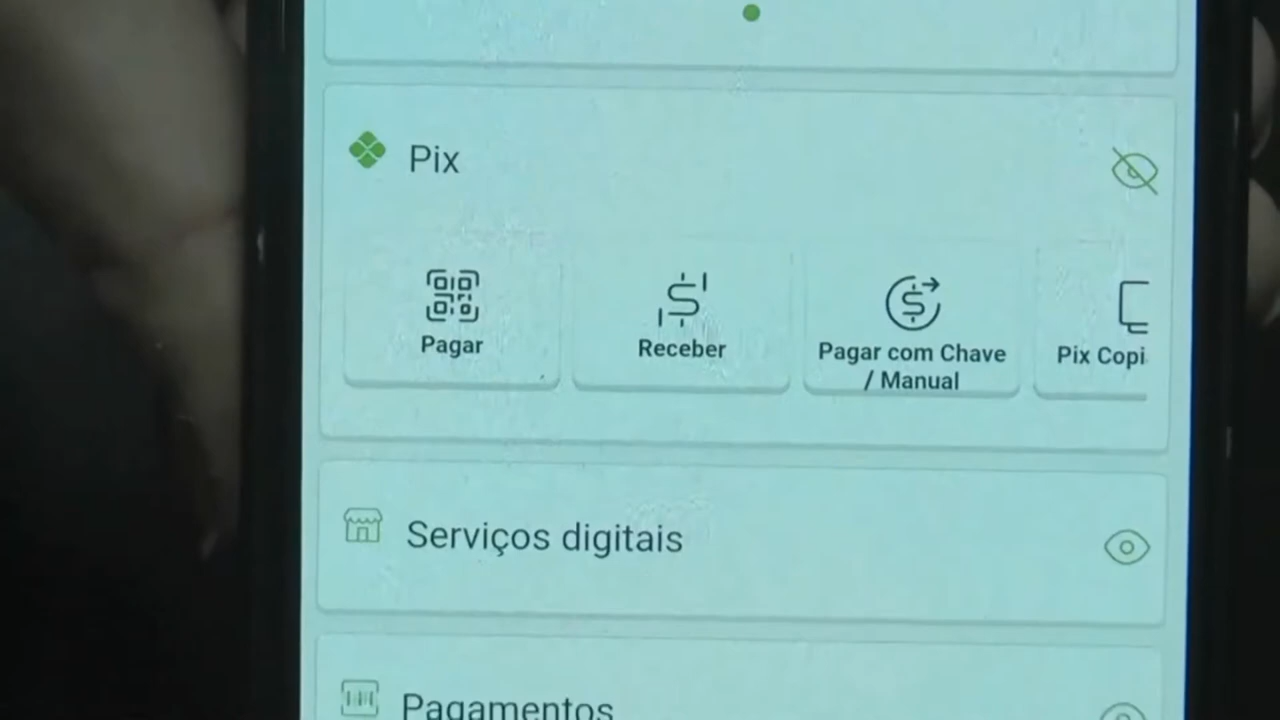 Pix
Pagar
Receber
Pagar com Chave
/ Manual
Pix Copi
Serviços digitais
Pagamentos